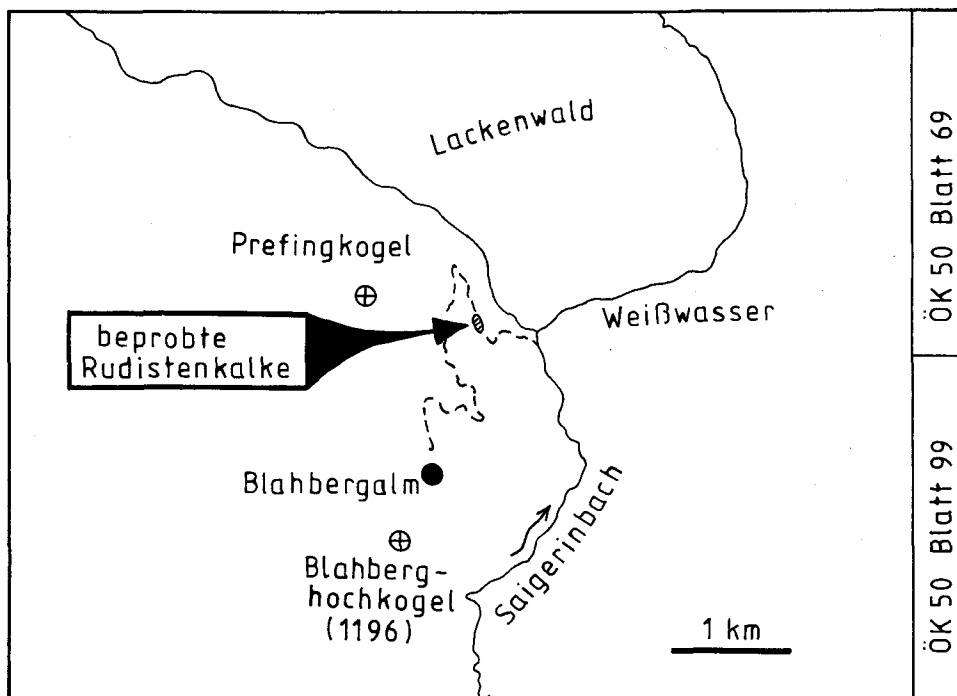 Lackenwald
Prefingkogel
Weißwasser
beprobte
Rudistenkalke
Blahbergalm
Blahberg-
hochkogel
(1196)
Saigerinbach
1 km
ÖK 50 Blatt 69
ÖK 50 Blatt 99